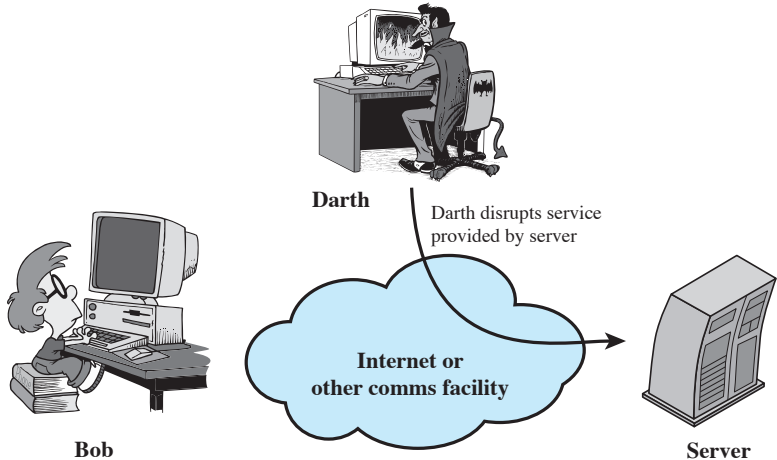 Darth
Darth disrupts service
provided by server
Internet or
other comms facility
Bob
Server